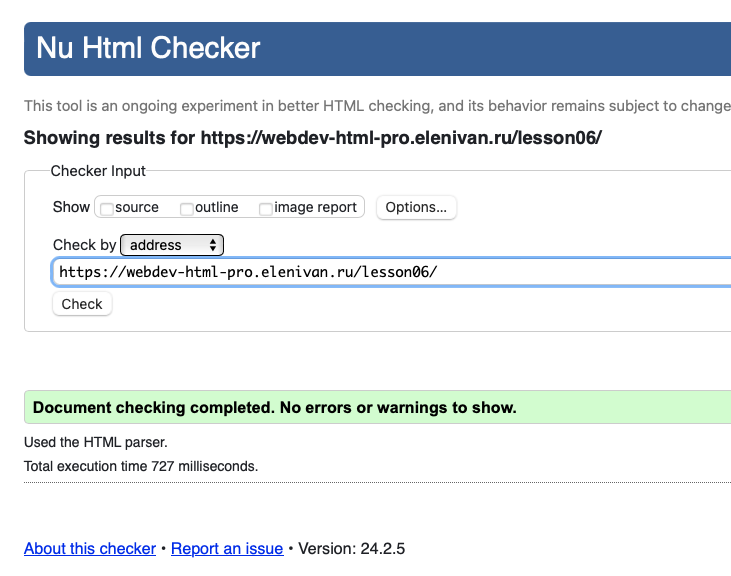 Nu Html Checker
This tool is an ongoing experiment in better HTML checking, and its behavior remains subject to change
Showing results for https://webdev-html-pro.elenivan.ru/lesson06/
Checker Input
Show source outline image report Options...
Check by address
https://webdev-html-pro.elenivan.ru/lesson06/
Check
Document checking completed. No errors or warnings to show.
Used the HTML parser.
Total execution time 727 milliseconds.
About this checker • Report an issue • Version: 24.2.5